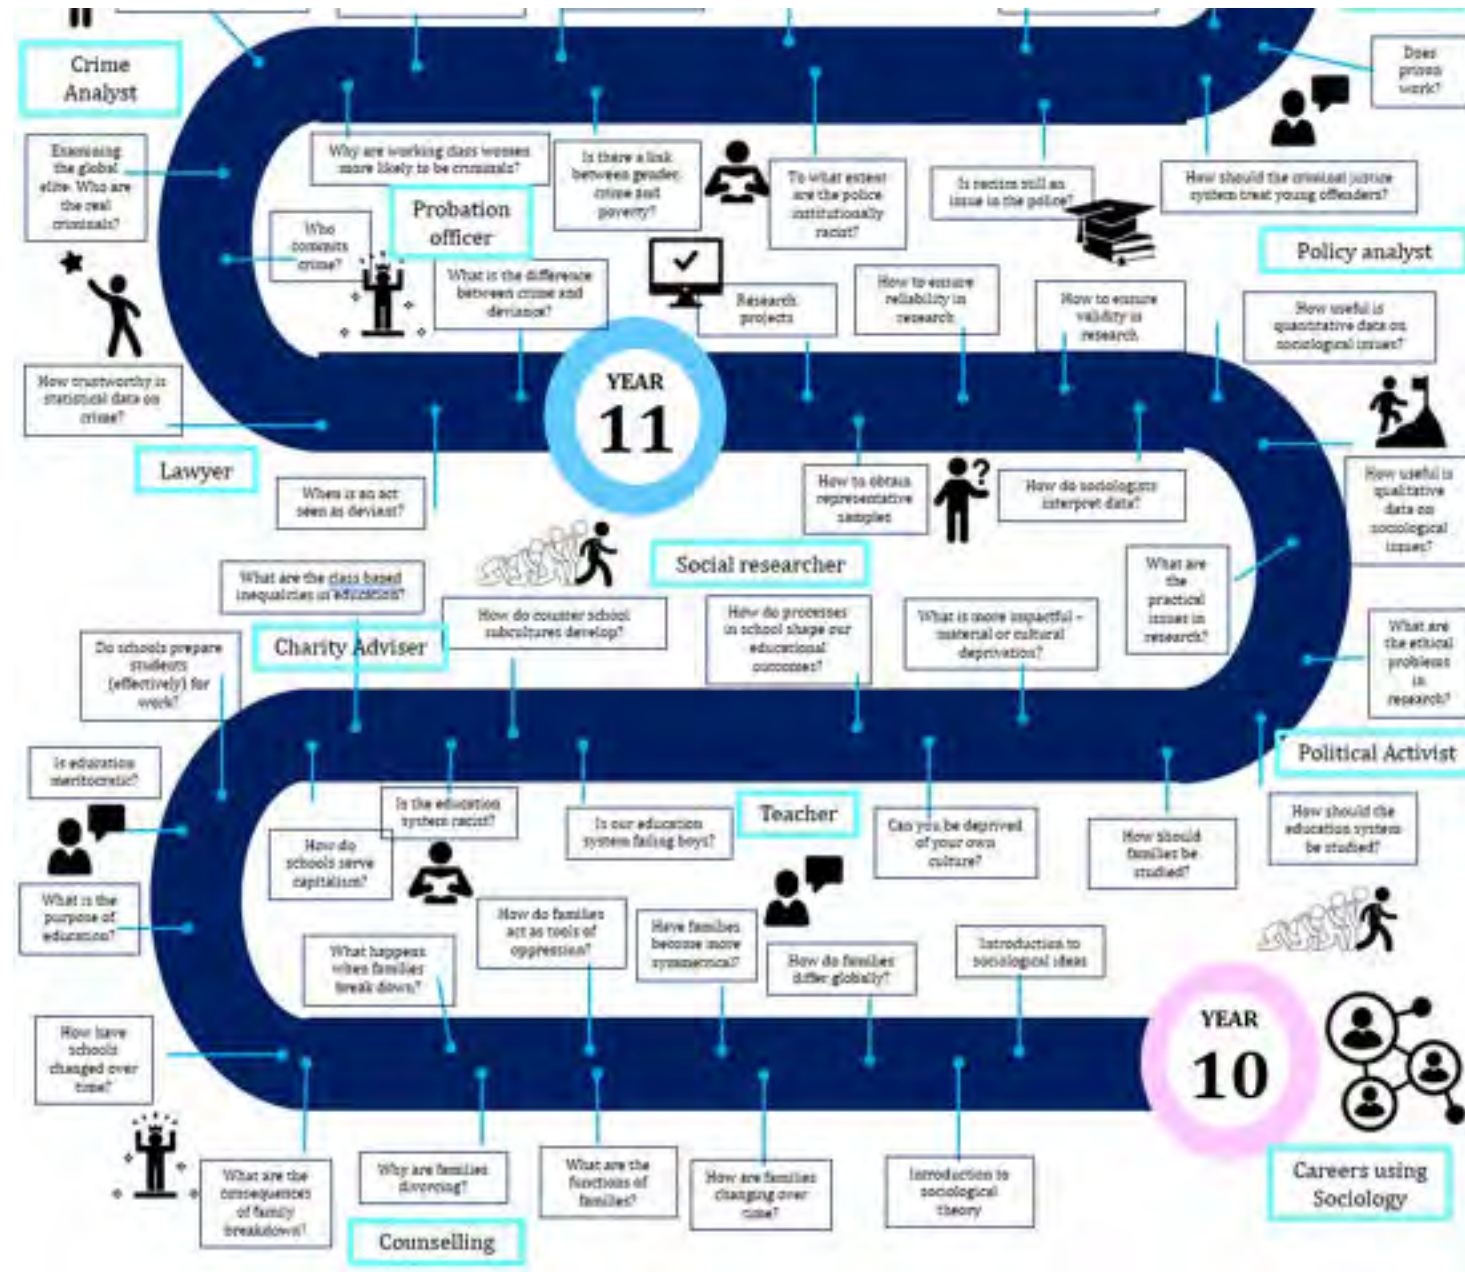 Crime
Analyst
Does
prison
work?
Examining
the global
elite. Who are
the real
criminals?
Why are working class women
more likely to be criminals?
Is there a link
between gender,
crime and
poverty?
To what extent
are the police
institutionally
racist?
Is racism still an
issue in the police?
How should the criminal justice
system treat young offenders?
Probation
officer
Who
commits
crime?
Policy analyst
What is the difference
between crime and
deviance?
Research
projects
How to ensure
reliability in
research
How to ensure
validity in
research
How useful is
quantitative data on
sociological issues?
How trustworthy is
statistical data on
crime?
YEAR
11
Lawyer
When is an act
seen as deviant?
How to obtain
representative
samples
How do sociologists
interpret data?
How useful is
qualitative
data on
sociological
issues?
Social researcher
What are
the
practical
issues in
research?
What are the class based
inequalities in education?
How do counter school
subcultures develop?
How do processes
in school shape our
educational
outcomes?
What is more impactful –
material or cultural
deprivation?
What are
the ethical
problems
in
research?
Charity Adviser
Do schools prepare
students
(effectively) for
work?
Political Activist
Is education
meritocratic?
Is the education
system racist?
Is our education
system failing boys?
Teacher
Can you be deprived
of your own
culture?
How should
families be
studied?
How should the
education system
be studied?
How do
schools serve
capitalism?
What is the
purpose of
education?
What happens
when families
break down?
How do families
act as tools of
oppression?
Have families
become more
symmetrical?
How do families
differ globally?
Introduction to
sociological ideas
YEAR
10
How have
schools
changed over
time?
What are the
consequences
of family
breakdown?
Why are families
divorcing?
What are the
functions of
families?
How are families
changing over
time?
Introduction to
sociological
theory
Careers using
Sociology
Counselling